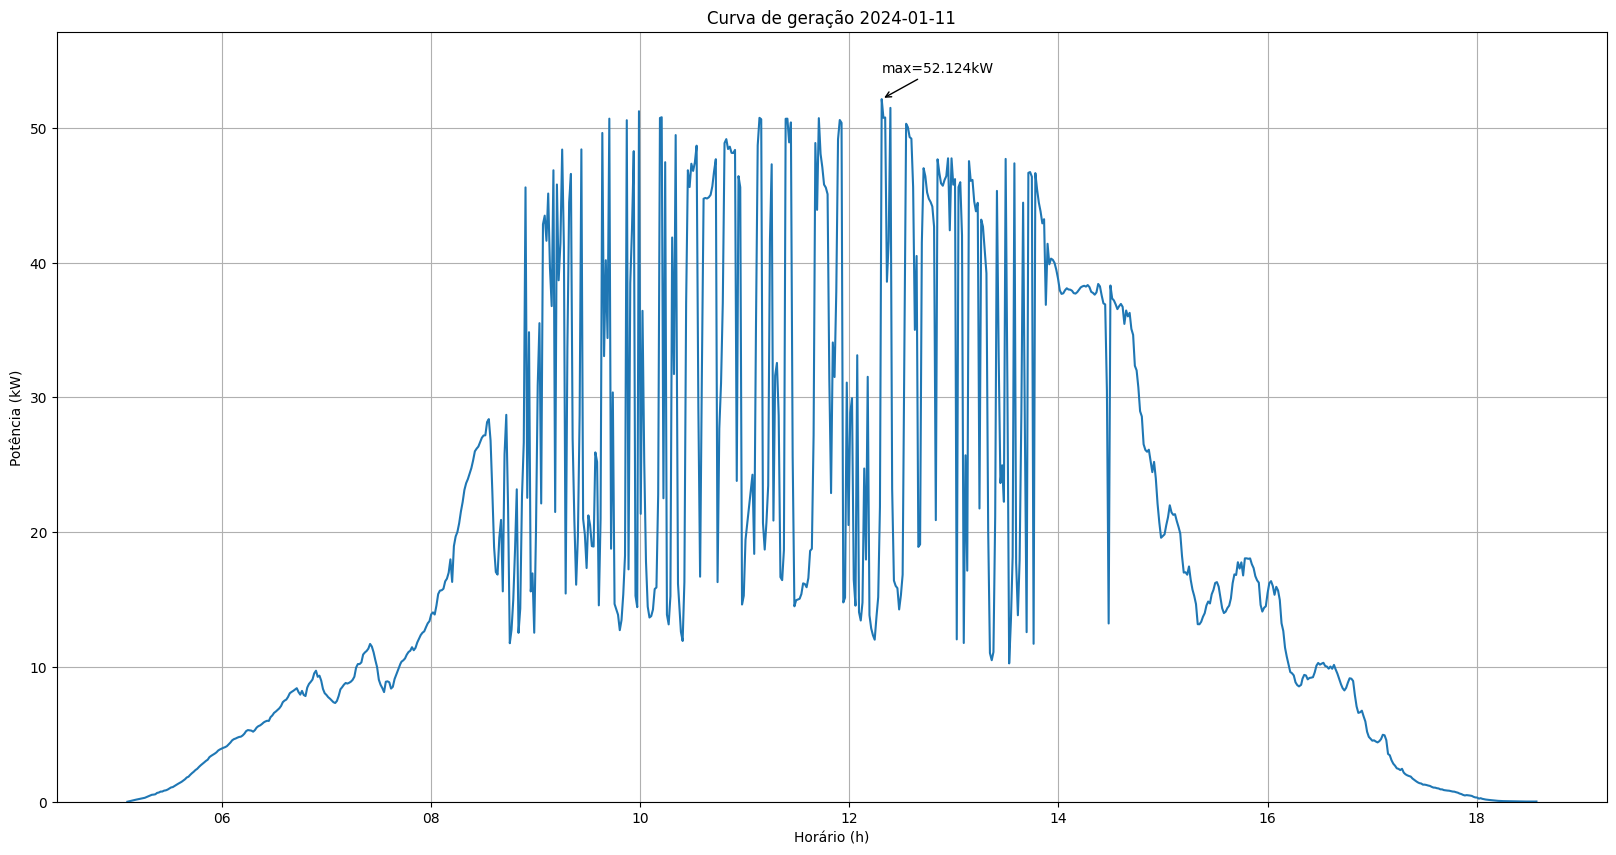 Curva de geração 2024-01-11
max=52.124kW
50
40
30
20
10
0
Potência (kW)
06 08 10 12 14 16 18
Horário (h)